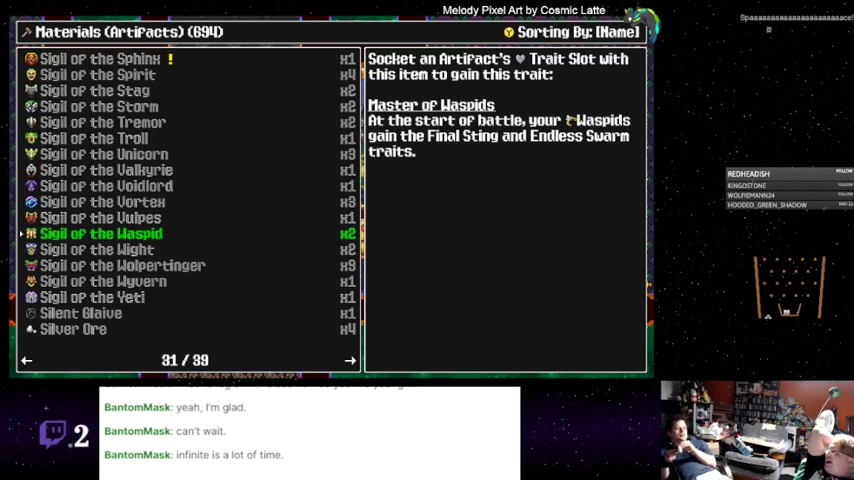 Melody Pixel Art by Cosmic Latte
Spaaaaaaaaaaaaaaaaaaaace!
Materials (Artifacts) (694)
Sorting By: [Name]
Sigil of the Sphinx ! x1
Sigil of the Spirit x4
Sigil of the Stag x2
Sigil of the Storm x2
Sigil of the Tremor x2
Sigil of the Troll x1
Sigil of the Unicorn x3
Sigil of the Valkyrie x1
Sigil of the Voidlord x1
Sigil of the Vortex x3
Sigil of the Vulpes x1
Sigil of the Waspid x2
Sigil of the Wight x2
Sigil of the Wolpertinger x3
Sigil of the Wyvern x1
Sigil of the Yeti x1
Silent Glaive x1
Silver Ore x4
← 31 / 39 →
Socket an Artifact's Trait Slot with
this item to gain this trait:
Master of Waspids
At the start of battle, your Waspids
gain the Final Sting and Endless Swarm
traits.
REDHEADISH FOLLOW
KINGOSTONE FOLLOW
WOLFIEMANN24 FOLLOW
HOODED_GREEN_SHADOW
BantomMask: yeah, I'm glad.
BantomMask: can't wait.
BantomMask: infinite is a lot of time.
2